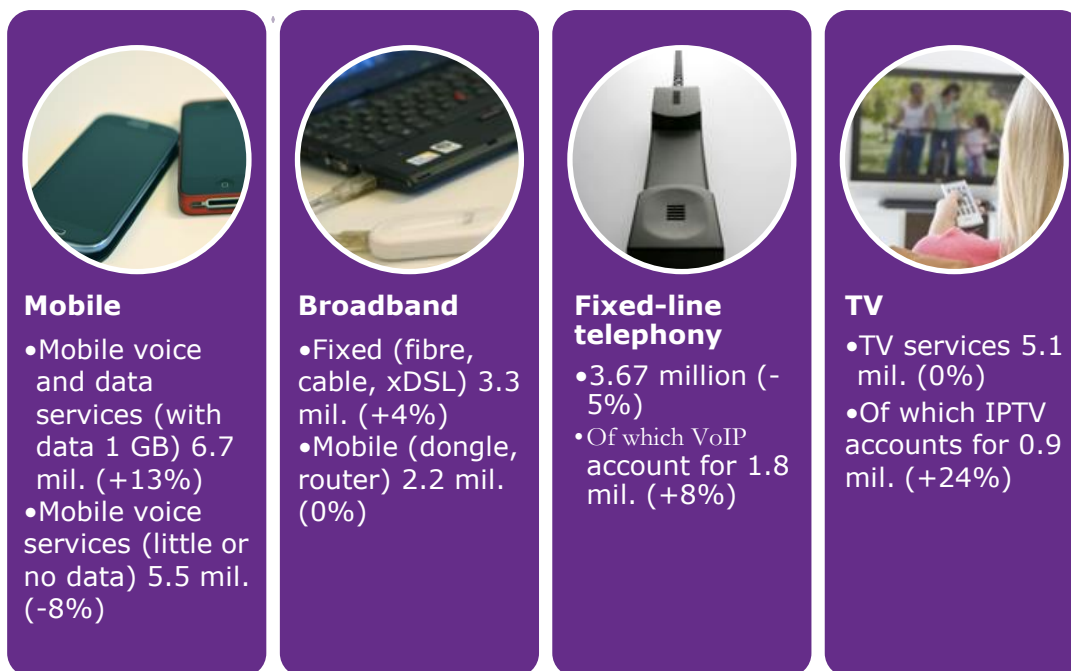 Mobile
•Mobile voice
and data
services (with
data 1 GB) 6.7
mil. (+13%)
•Mobile voice
services (little or
no data) 5.5 mil.
(-8%)
Broadband
•Fixed (fibre,
cable, xDSL) 3.3
mil. (+4%)
•Mobile (dongle,
router) 2.2 mil.
(0%)
Fixed-line
telephony
•3.67 million (-
5%)
•Of which VoIP
account for 1.8
mil. (+8%)
TV
•TV services 5.1
mil. (0%)
•Of which IPTV
accounts for 0.9
mil. (+24%)